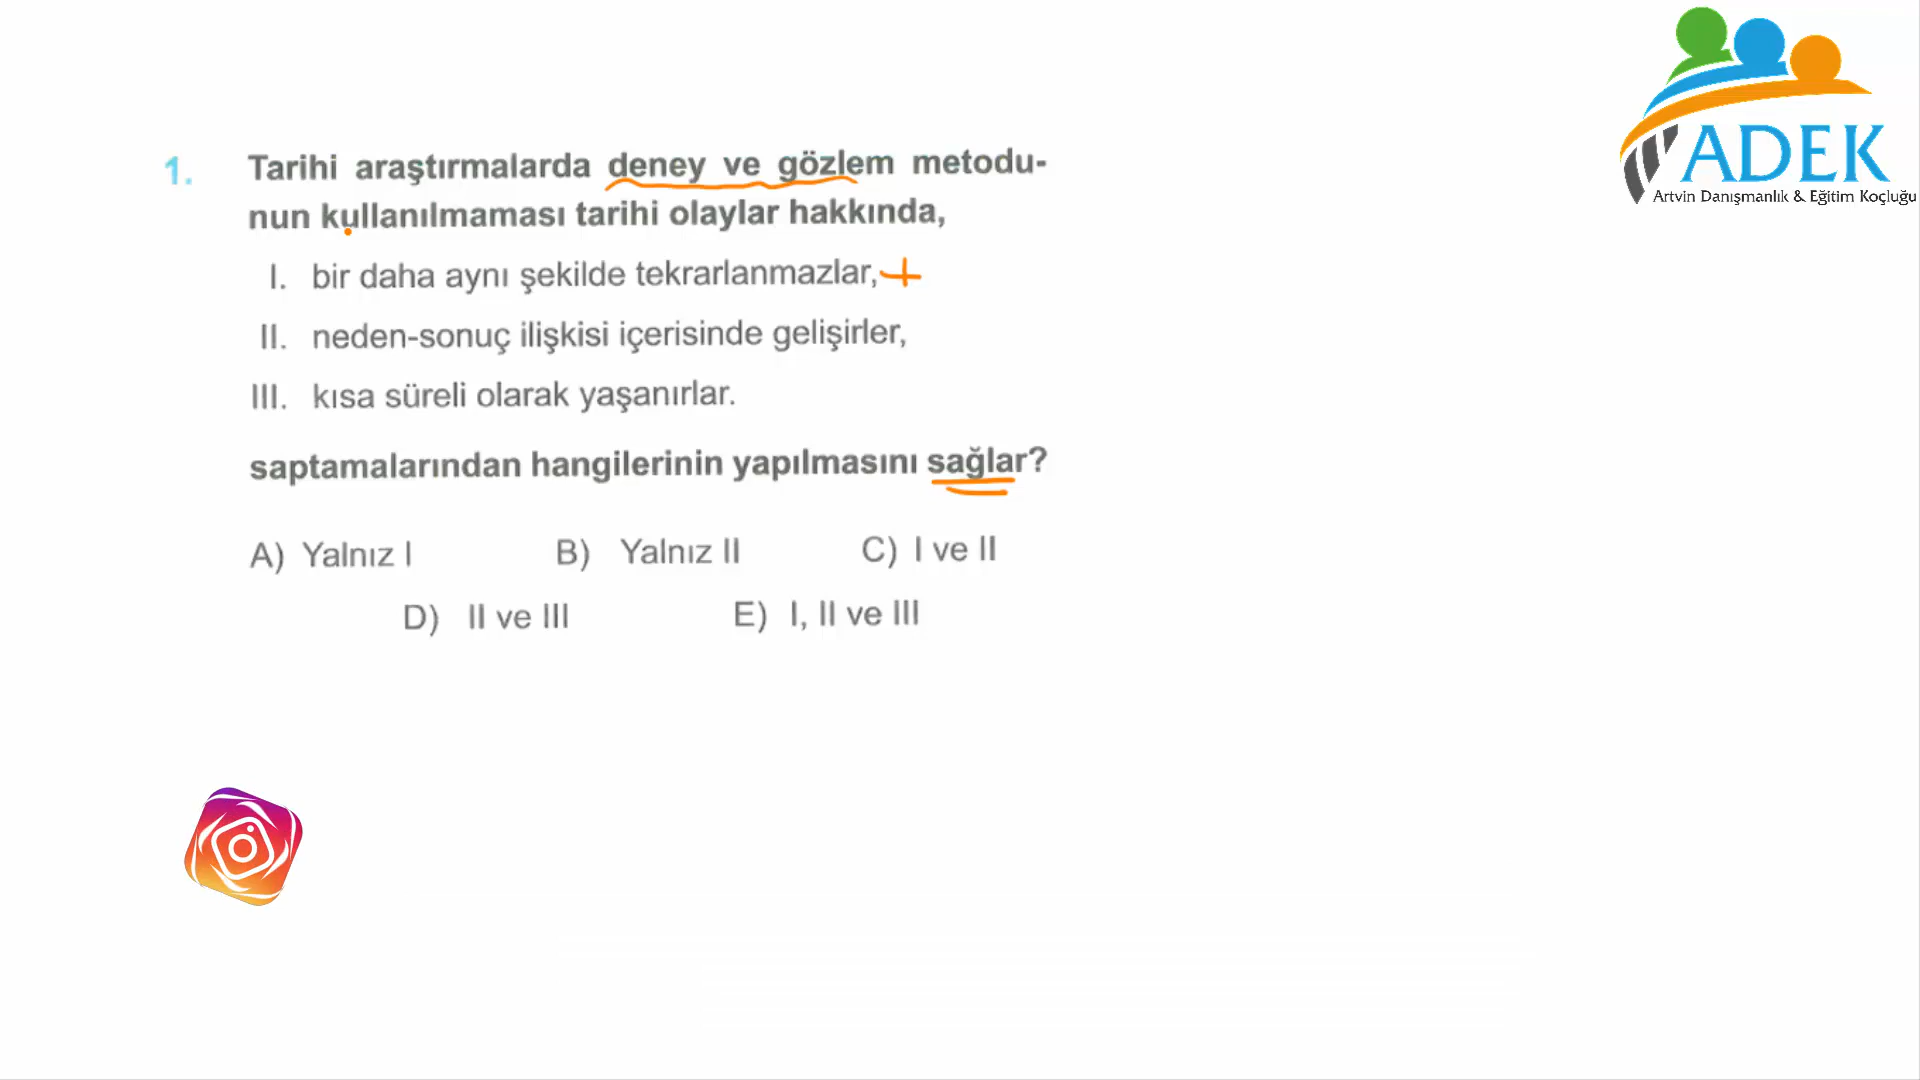 ADEK
Artvin Danışmanlık & Eğitim Koçluğu
1. Tarihi araştırmalarda deney ve gözlem metodu-
nun kullanılmaması tarihi olaylar hakkında,
I. bir daha aynı şekilde tekrarlanmazlar,
II. neden-sonuç ilişkisi içerisinde gelişirler,
III. kısa süreli olarak yaşanırlar.
saptamalarından hangilerinin yapılmasını sağlar?
A) Yalnız I B) Yalnız II C) I ve II
D) II ve III E) I, II ve III